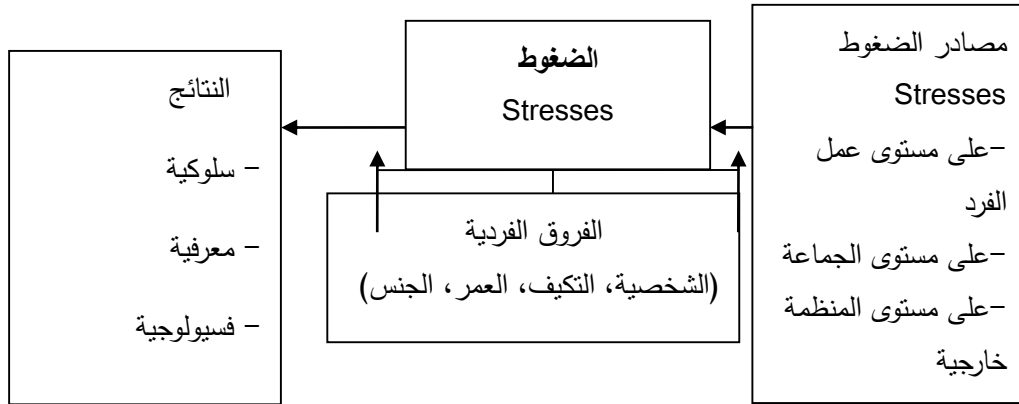 مصادر الضغوط
Stresses
-على مستوى عمل
الفرد
-على مستوى الجماعة
-على مستوى المنظمة
خارجية
الضغوط
Stresses
الفروق الفردية
(الشخصية، التكيف، العمر، الجنس)
النتائج
- سلوكية
- معرفية
- فسيولوجية